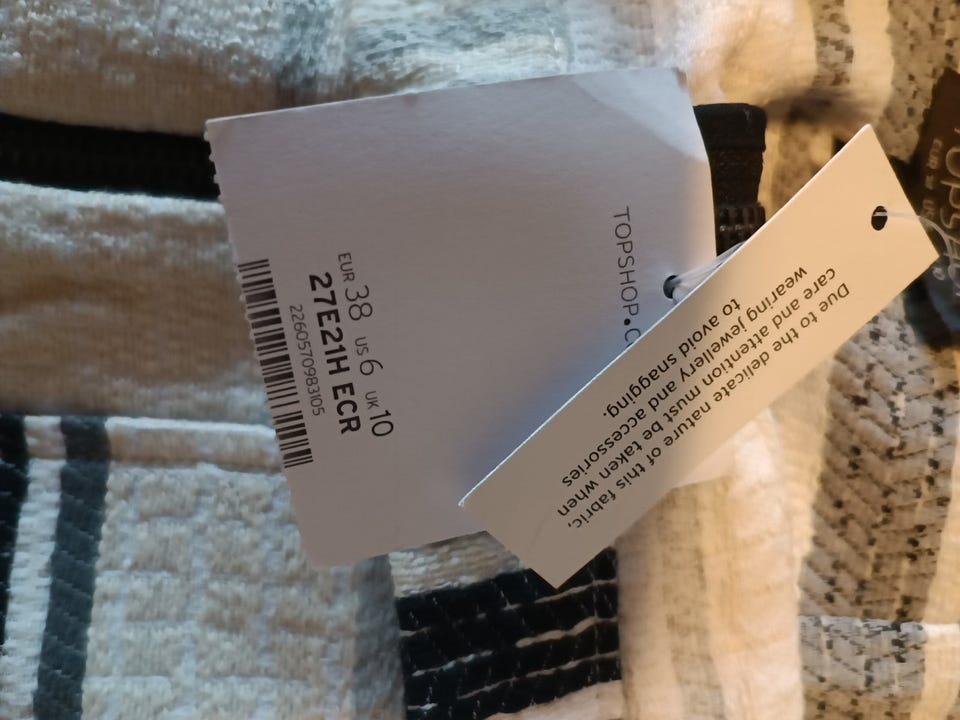 TOPSHOP.C
EUR 38 US 6 UK 10
27E21H ECR
2260570983105
Due to the delicate nature of this fabric,
care and attention must be taken when
wearing jewellery and accessories
to avoid snagging.